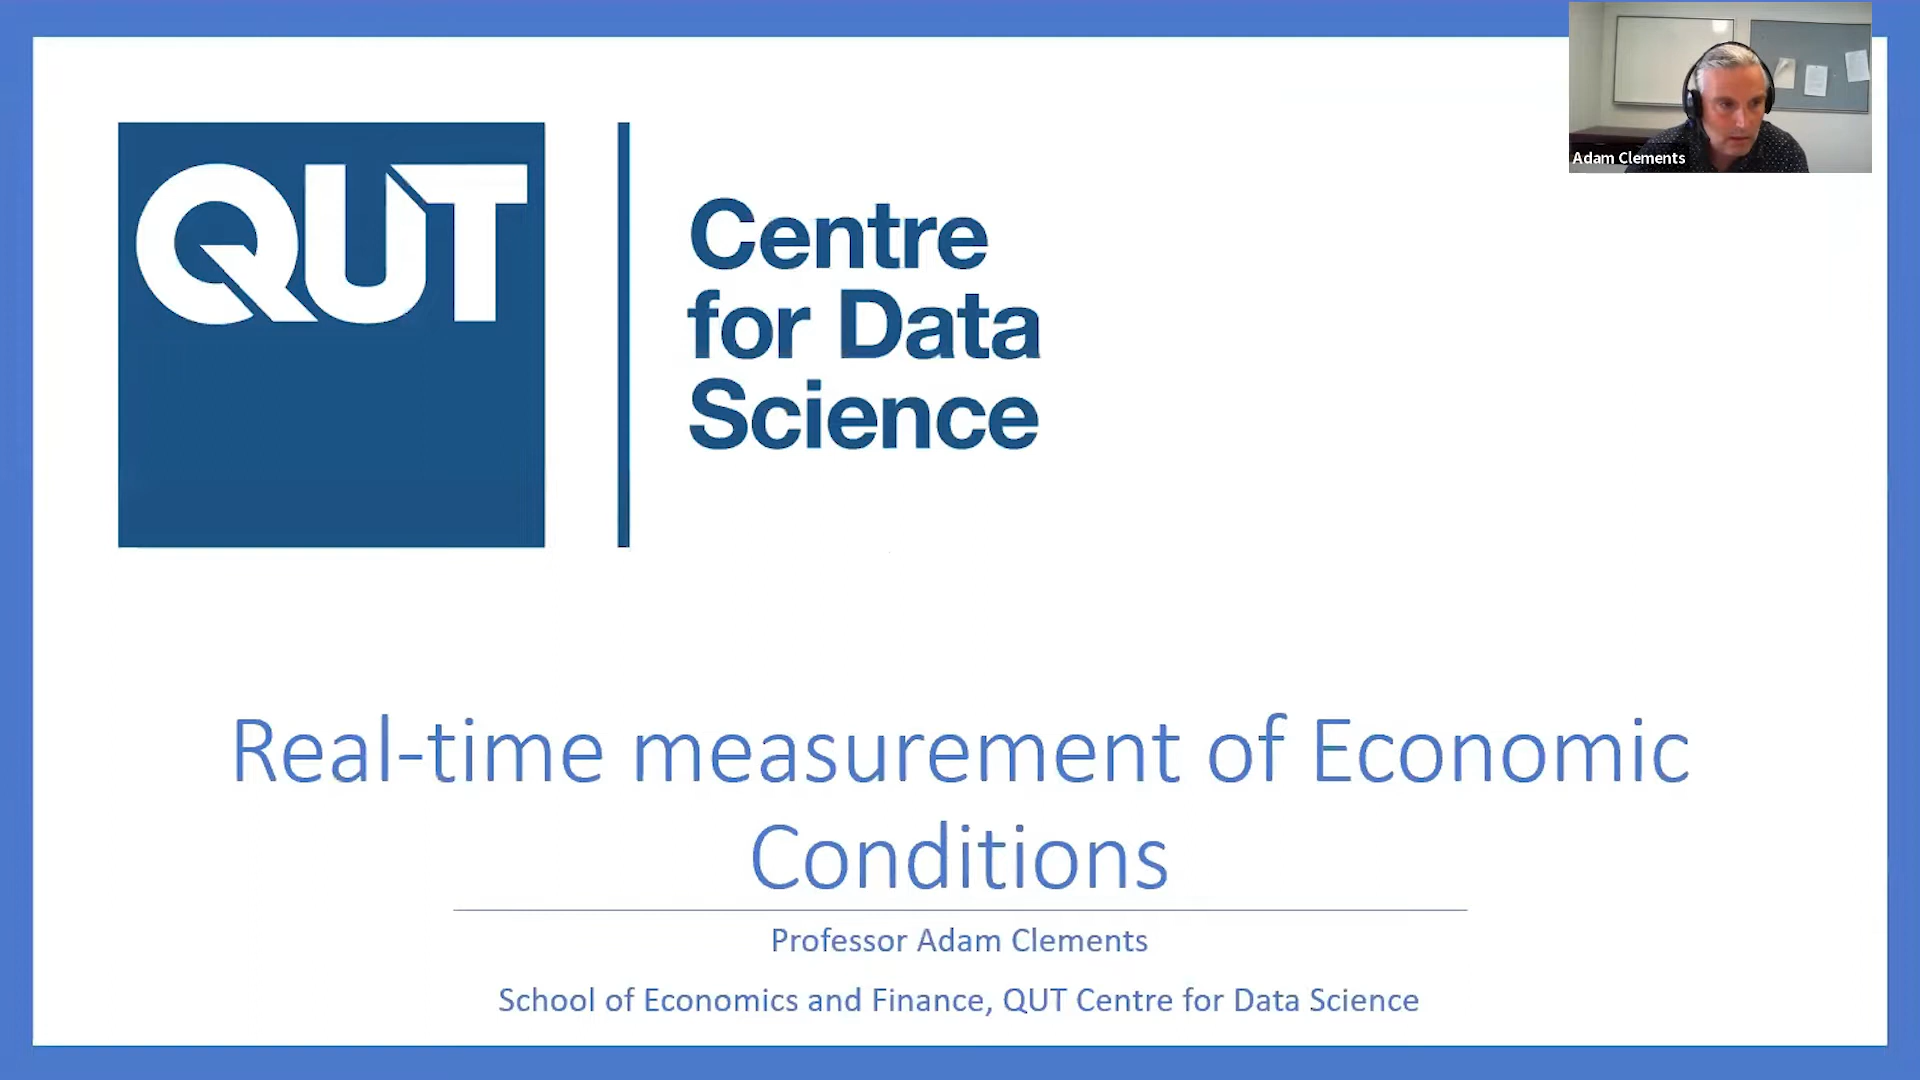 Adam Clements
QUT
Centre
for Data
Science
Real-time measurement of Economic
Conditions
Professor Adam Clements
School of Economics and Finance, QUT Centre for Data Science